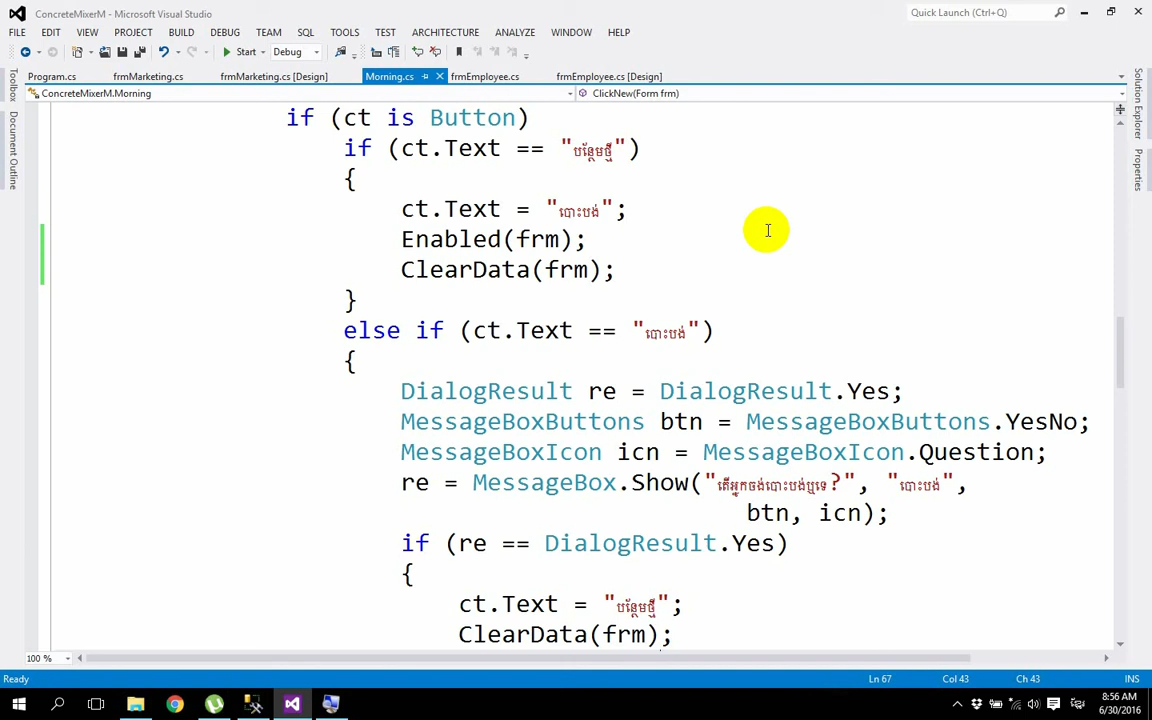 ConcreteMixerM - Microsoft Visual Studio
Quick Launch (Ctrl+Q)
FILE EDIT VIEW PROJECT BUILD DEBUG TEAM SQL TOOLS TEST ARCHITECTURE ANALYZE WINDOW HELP
Start Debug
Program.cs frmMarketing.cs frmMarketing.cs [Design] Morning.cs frmEmployee.cs frmEmployee.cs [Design]
ConcreteMixerM.Morning ClickNew(Form frm)
Toolbox
Document Outline
Solution Explorer
Properties
if (ct is Button)
if (ct.Text == "បន្ថែមថ្មី")
{
ct.Text = "បោះបង់";
Enabled(frm);
ClearData(frm);
}
else if (ct.Text == "បោះបង់")
{
DialogResult re = DialogResult.Yes;
MessageBoxButtons btn = MessageBoxButtons.YesNo;
MessageBoxIcon icn = MessageBoxIcon.Question;
re = MessageBox.Show("តើអ្នកចង់បោះបង់ឬទេ?", "បោះបង់",
btn, icn);
if (re == DialogResult.Yes)
{
ct.Text = "បន្ថែមថ្មី";
ClearData(frm);
100 %
Ready Ln 67 Col 43 Ch 43 INS
8:56 AM
6/30/2016